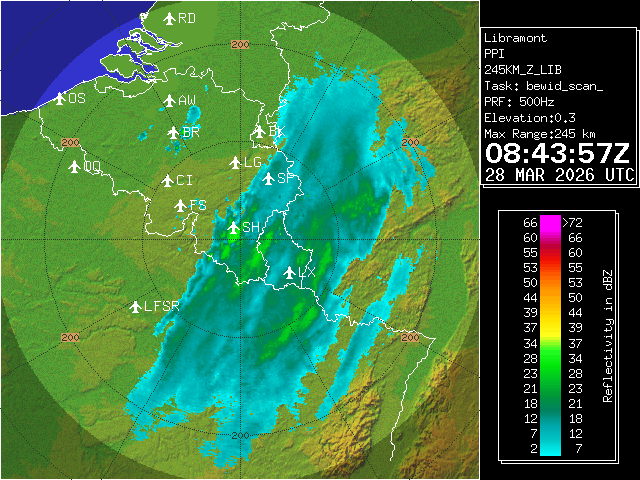 Libramont
PPI
245KM_Z_LIB
Task: bewid_scan_
PRF: 500Hz
Elevation:0.3
Max Range:245 km
08:43:57Z
28 MAR 2026 UTC
RD
200
OS
AW
BR
BK
200
QQ
LG
CI
SP
FS
SH
LX
LFSR
200
200
200
66 >72
60 66
55 60
53 55
50 53
44 50
39 44
37 39
34 37
28 34
23 28
21 23
18 21
12 18
7 12
2 7
Reflectivity in dBZ